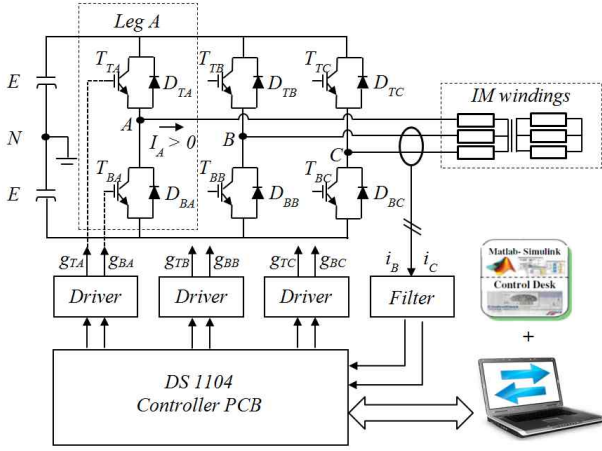 Leg A
T_TA
D_TA
T_TB
D_TB
T_TC
D_TC
IM windings
E
N
E
A
I_A > 0
B
C
T_BA
D_BA
T_BB
D_BB
T_BC
D_BC
g_TA
g_BA
g_TB
g_BB
g_TC
g_BC
i_B
i_C
Driver
Driver
Driver
Filter
Matlab- Simulink
Control Desk
+
DS 1104
Controller PCB